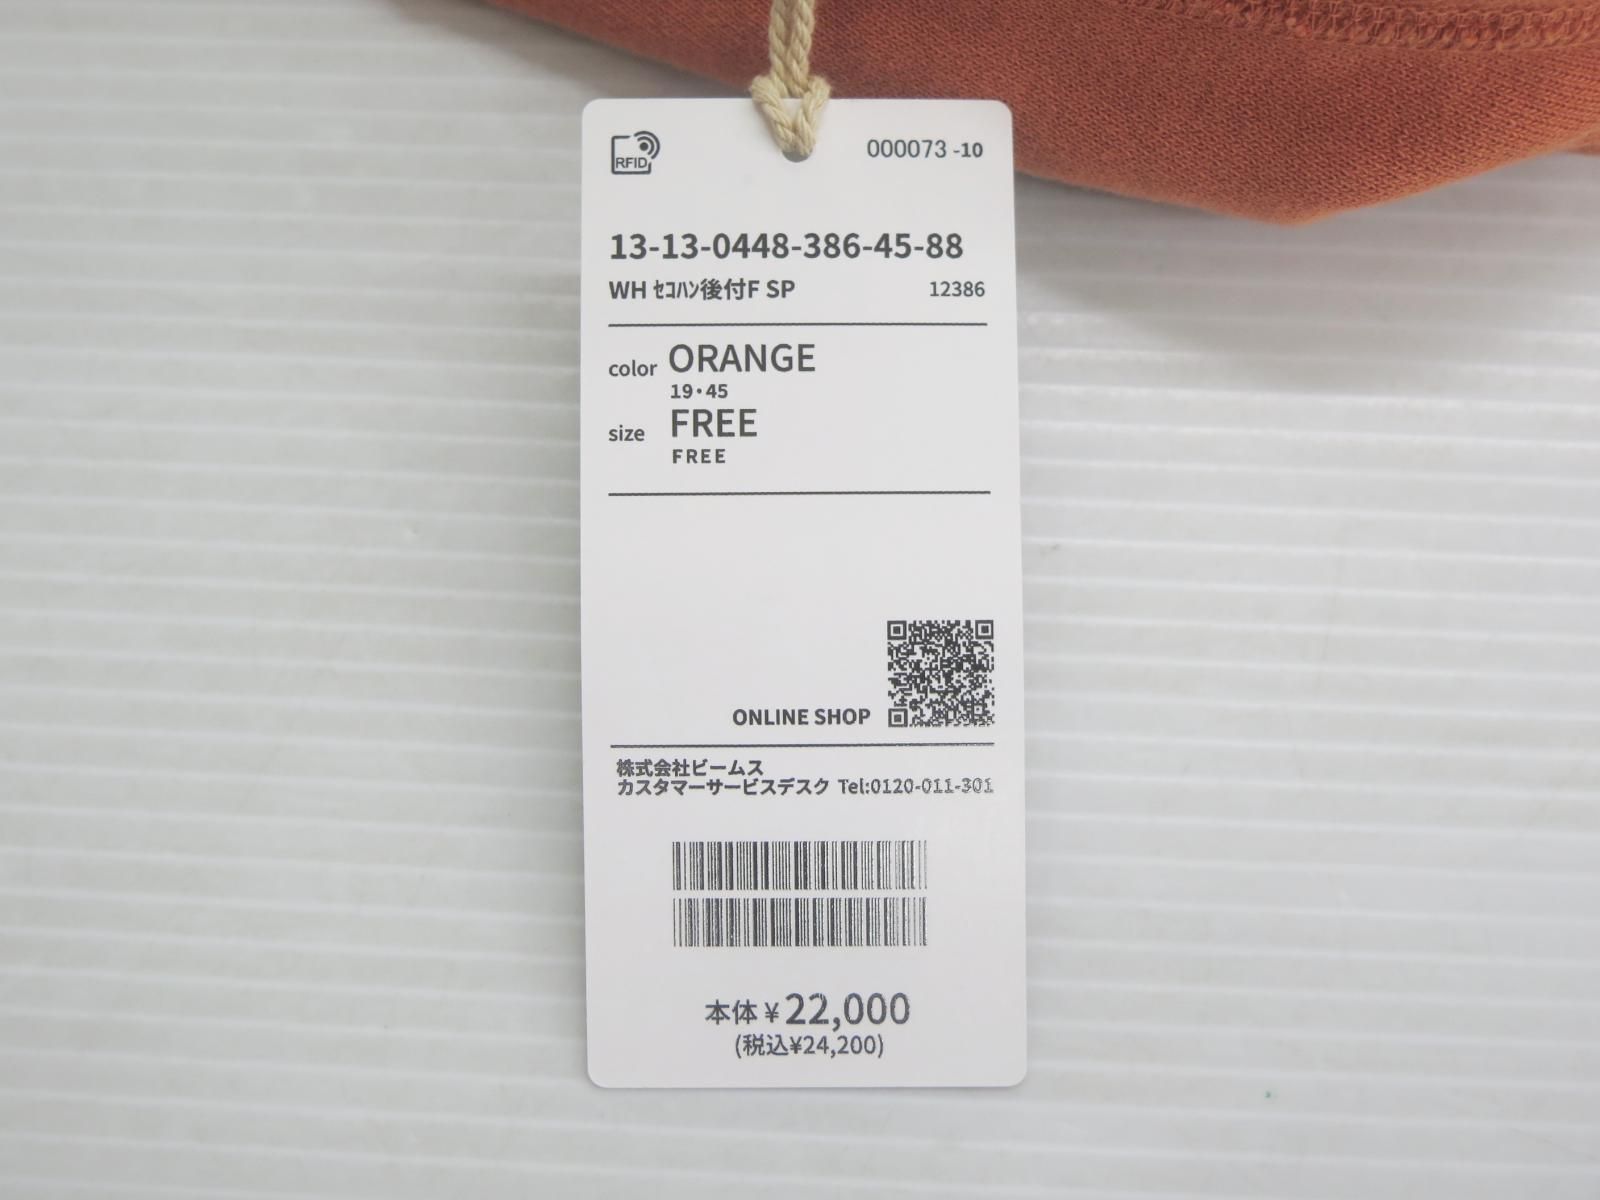 RFID
000073 -10
13-13-0448-386-45-88
WH ｾｺﾊﾝ後付F SP 12386
color ORANGE
19・45
size FREE
FREE
ONLINE SHOP
株式会社ビームス
カスタマーサービスデスク Tel:0120-011-301
本体 ¥22,000
(税込¥24,200)